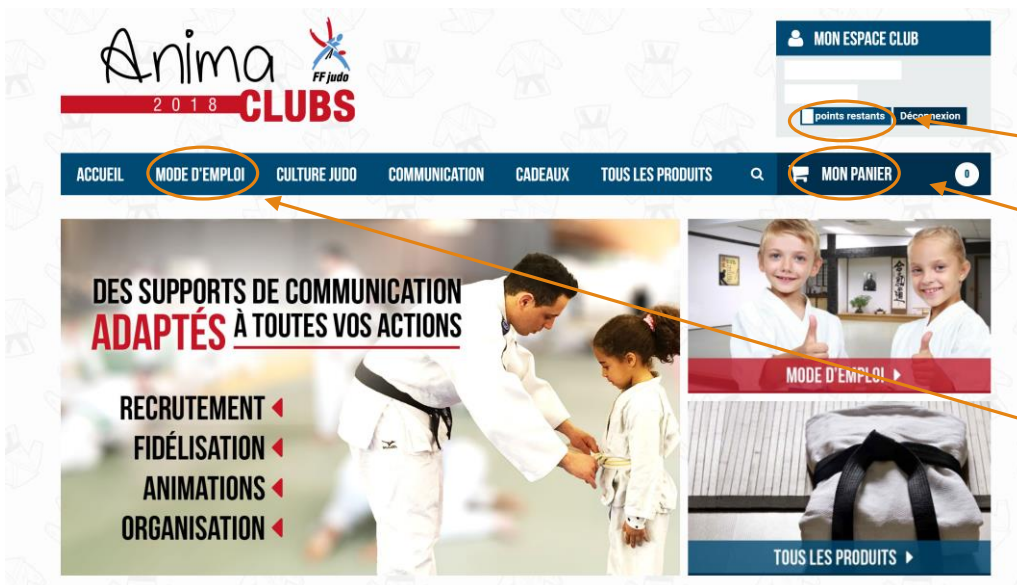 Anima
FF judo
2018 CLUBS
MON ESPACE CLUB
points restants
Déconnexion
ACCUEIL MODE D'EMPLOI CULTURE JUDO COMMUNICATION CADEAUX TOUS LES PRODUITS MON PANIER 0
DES SUPPORTS DE COMMUNICATION
ADAPTÉS À TOUTES VOS ACTIONS
RECRUTEMENT
FIDÉLISATION
ANIMATIONS
ORGANISATION
MODE D'EMPLOI
TOUS LES PRODUITS